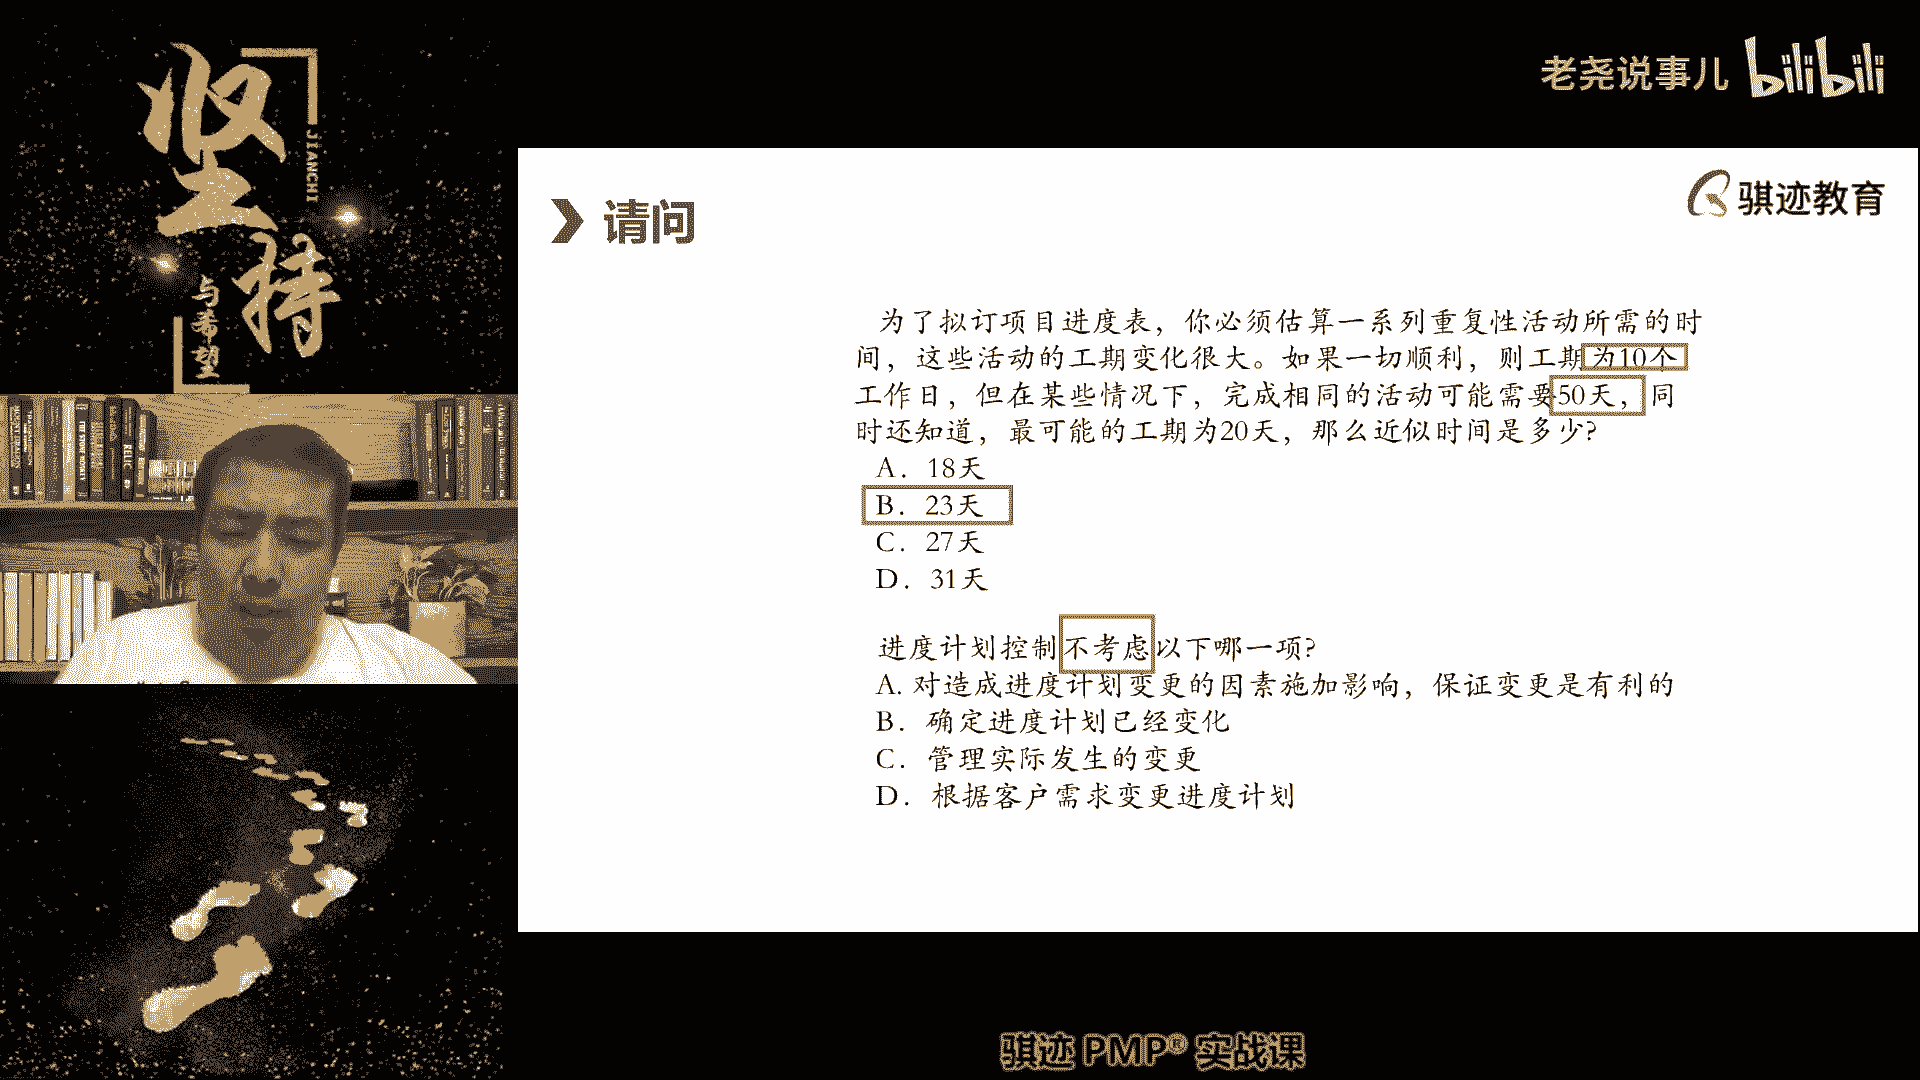 坚持
JIANCHI
与希望
老尧说事儿 bilibili
骐迹教育
请问
为了拟订项目进度表，你必须估算一系列重复性活动所需的时
间，这些活动的工期变化很大。如果一切顺利，则工期为10个
工作日，但在某些情况下，完成相同的活动可能需要50天，同
时还知道，最可能的工期为20天，那么近似时间是多少?
A．18天
B．23天
C．27天
D．31天
进度计划控制不考虑以下哪一项?
A. 对造成进度计划变更的因素施加影响，保证变更是有利的
B．确定进度计划已经变化
C．管理实际发生的变更
D．根据客户需求变更进度计划
骐迹 PMP® 实战课